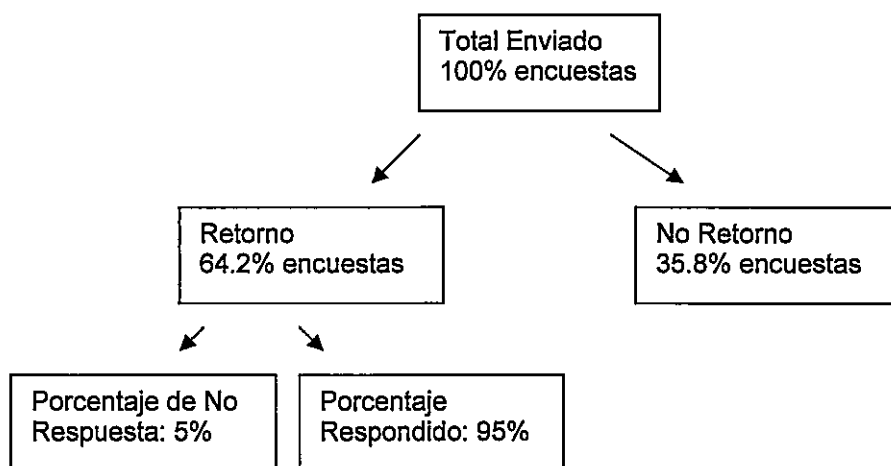 Total Enviado
100% encuestas
Retorno
64.2% encuestas
No Retorno
35.8% encuestas
Porcentaje de No
Respuesta: 5%
Porcentaje
Respondido: 95%